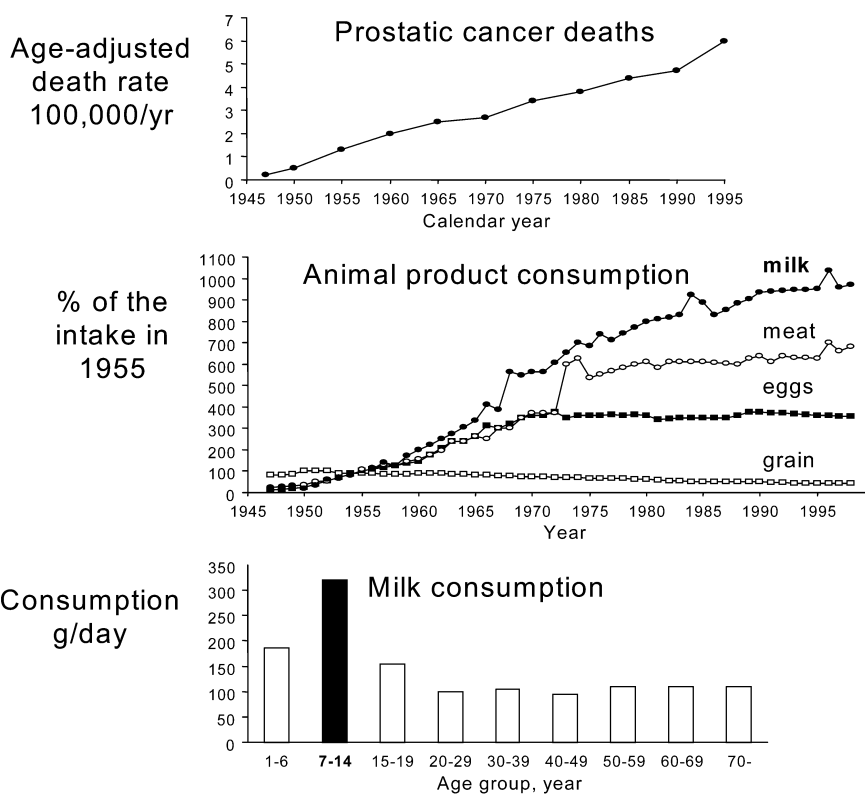 Prostatic cancer deaths
Age-adjusted
death rate
100,000/yr
7
6
5
4
3
2
1
0
1945 1950 1955 1960 1965 1970 1975 1980 1985 1990 1995
Calendar year
Animal product consumption
% of the
intake in
1955
1100
1000
900
800
700
600
500
400
300
200
100
0
milk
meat
eggs
grain
1945 1950 1955 1960 1965 1970 1975 1980 1985 1990 1995
Year
Milk consumption
Consumption
g/day
350
300
250
200
150
100
50
0
1-6 7-14 15-19 20-29 30-39 40-49 50-59 60-69 70-
Age group, year